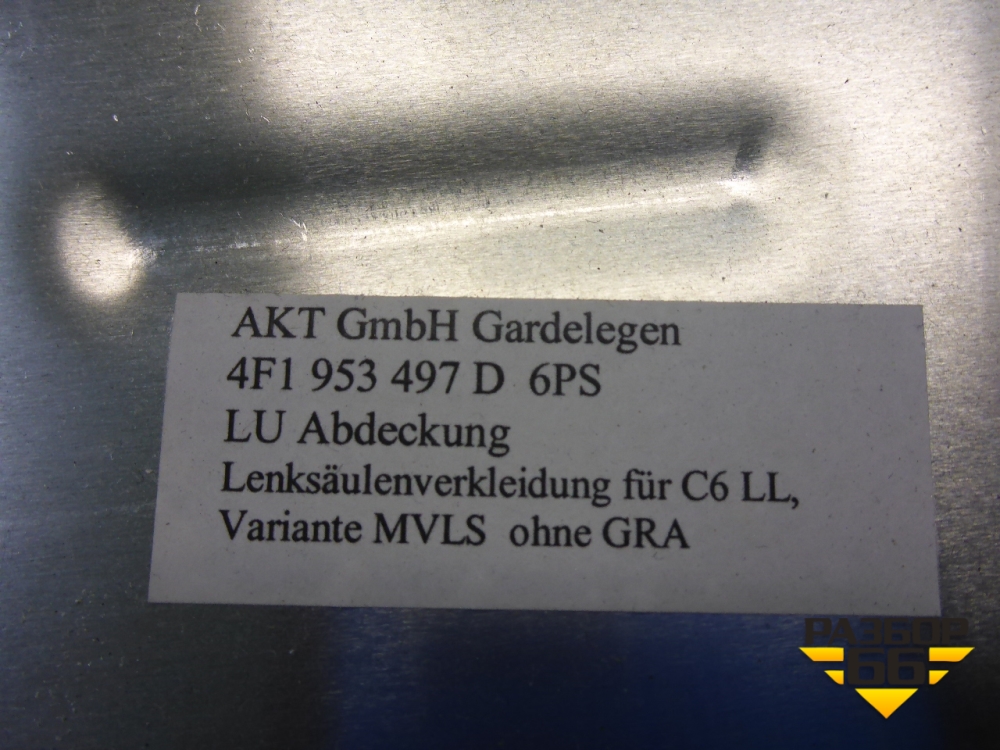 AKT GmbH Gardelegen
4F1 953 497 D 6PS
LU Abdeckung
Lenksäulenverkleidung für C6 LL,
Variante MVLS ohne GRA
РАЗБОР
66